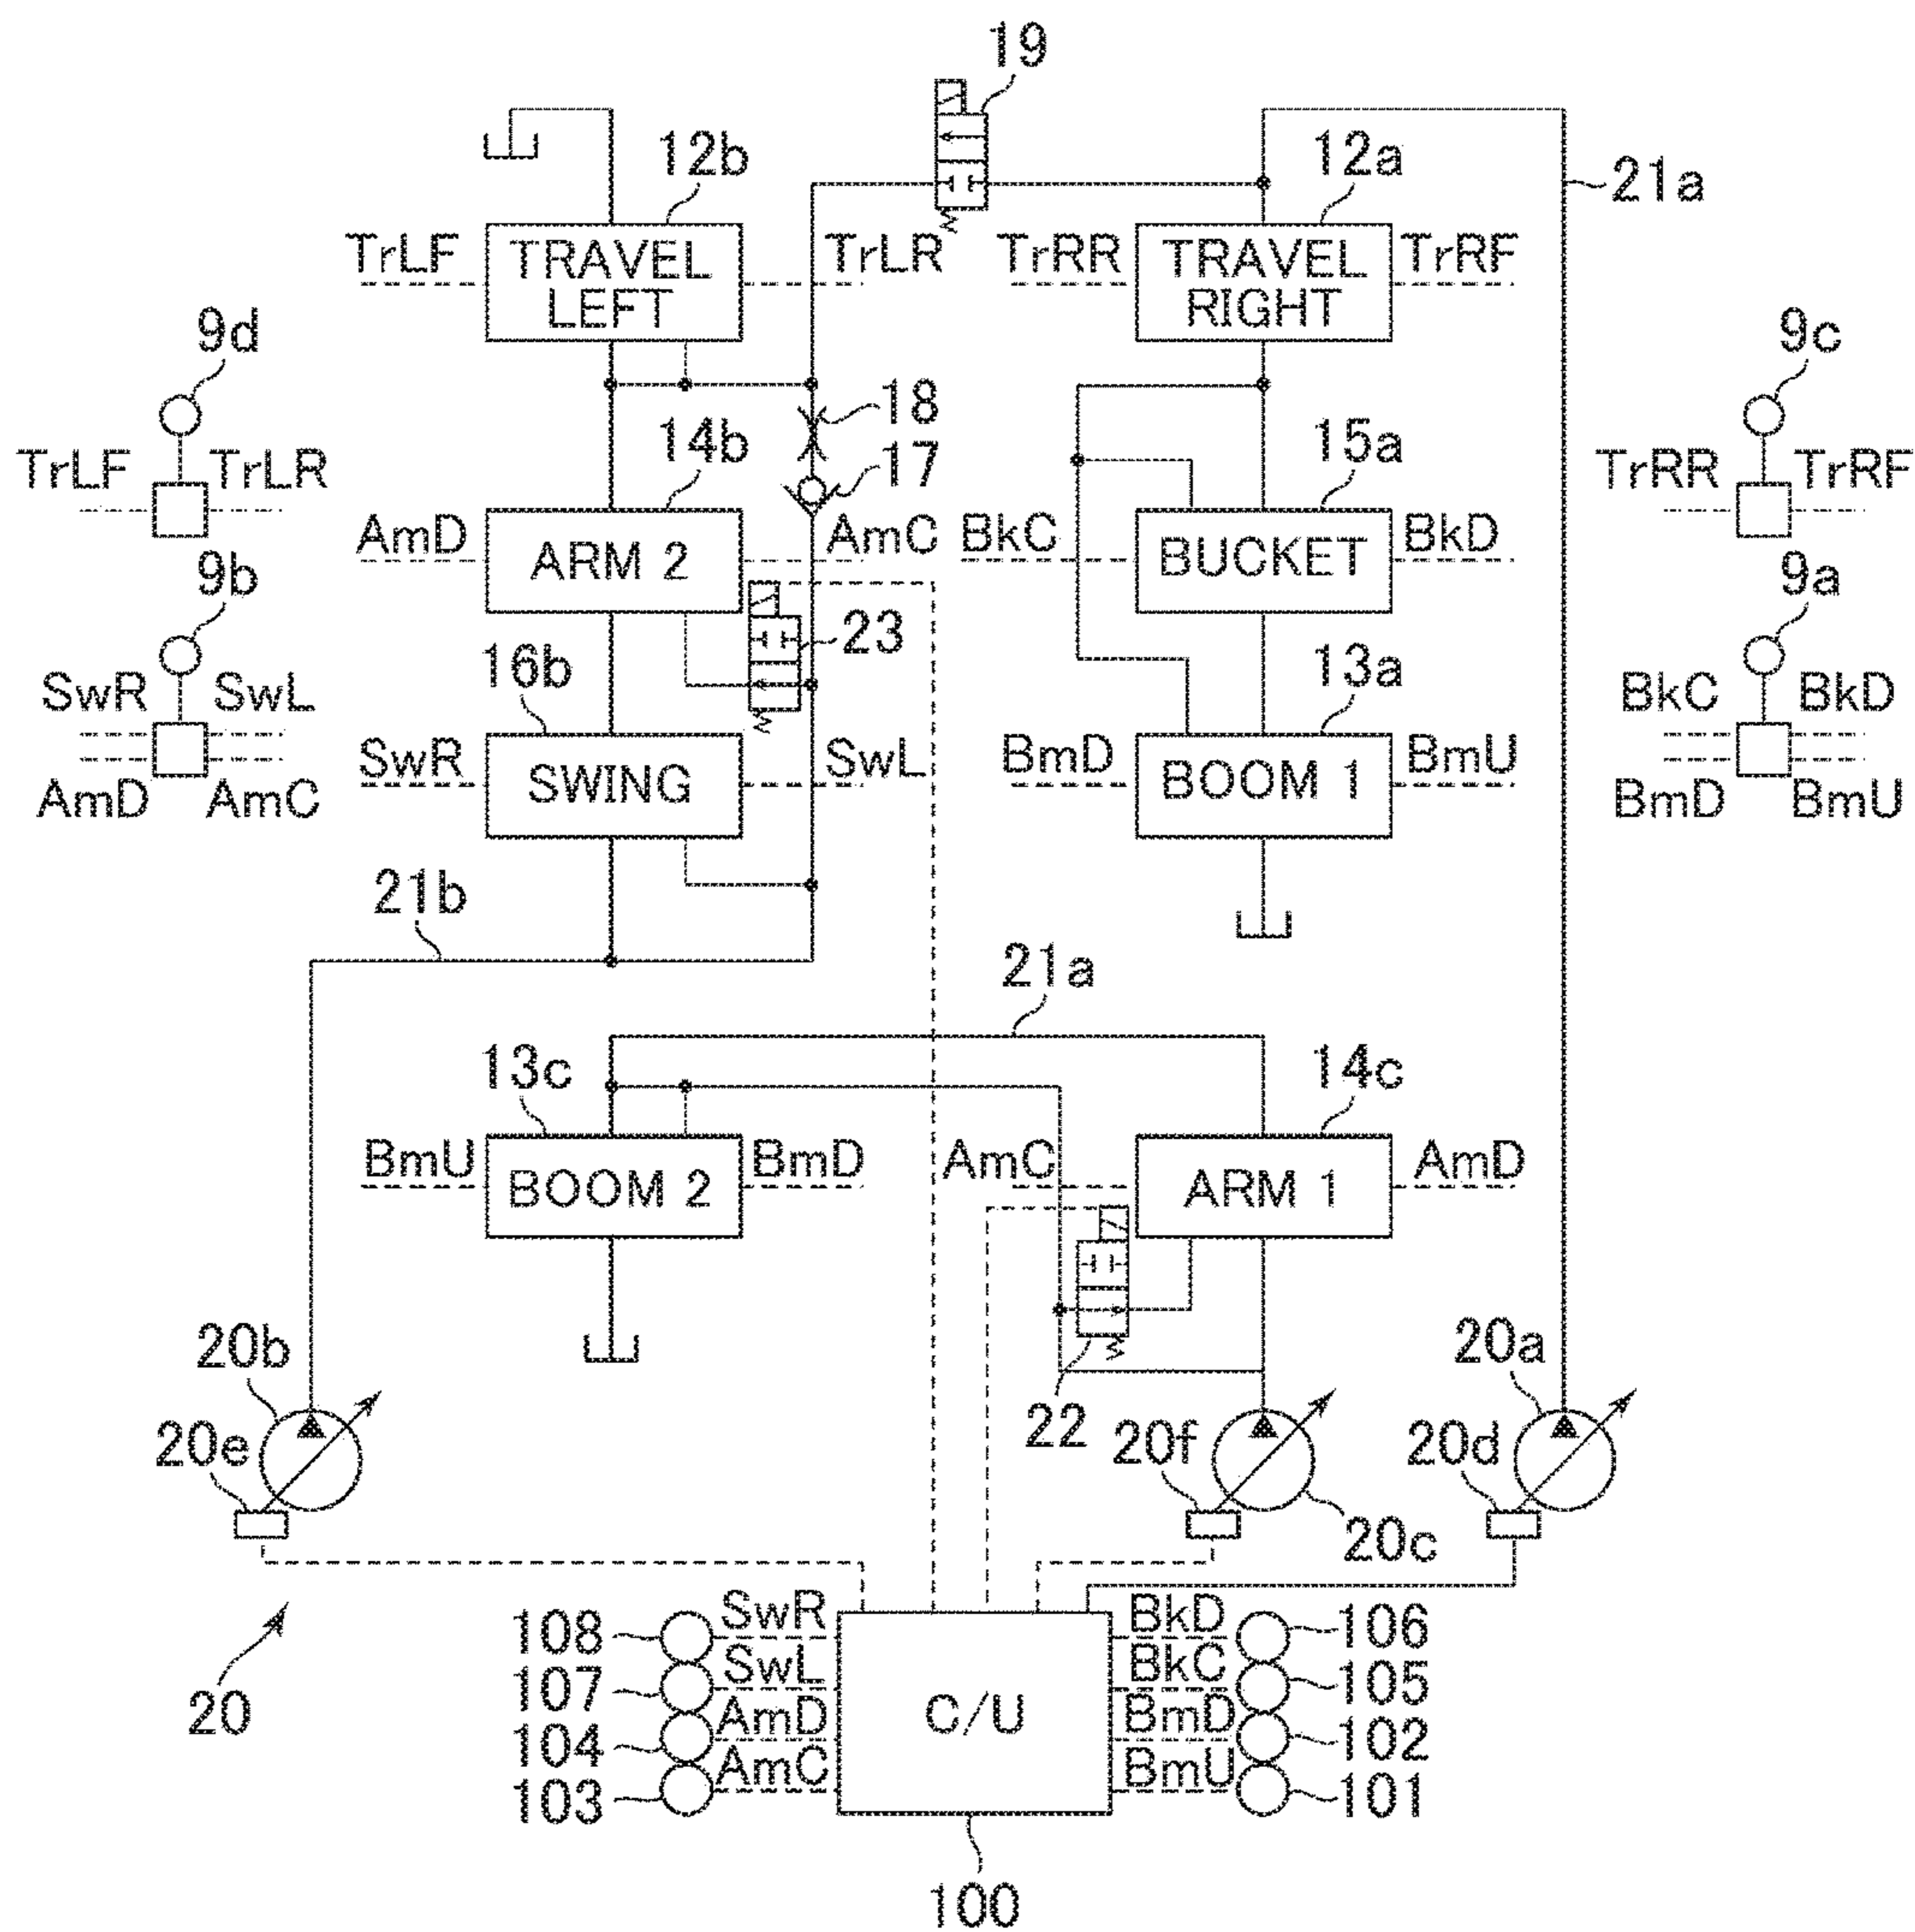 19
12b
12a
21a
TrLF
TRAVEL
LEFT
TrLR
TrRR
TRAVEL
RIGHT
TrRF
9d
9c
18
14b
17
15a
TrLF
TrLR
TrRR
TrRF
AmD
ARM 2
AmC
BkC
BUCKET
BkD
9b
9a
23
16b
13a
SwR
SwL
BkC
BkD
SwR
SWING
SwL
BmD
BOOM 1
BmU
AmD
AmC
BmD
BmU
21b
21a
13c
14c
BmU
BOOM 2
BmD
AmC
ARM 1
AmD
20b
20a
22
20e
20f
20d
20c
20
108
SwR
BkD
106
107
SwL
BkC
105
104
AmD
C/U
BmD
102
103
AmC
BmU
101
100